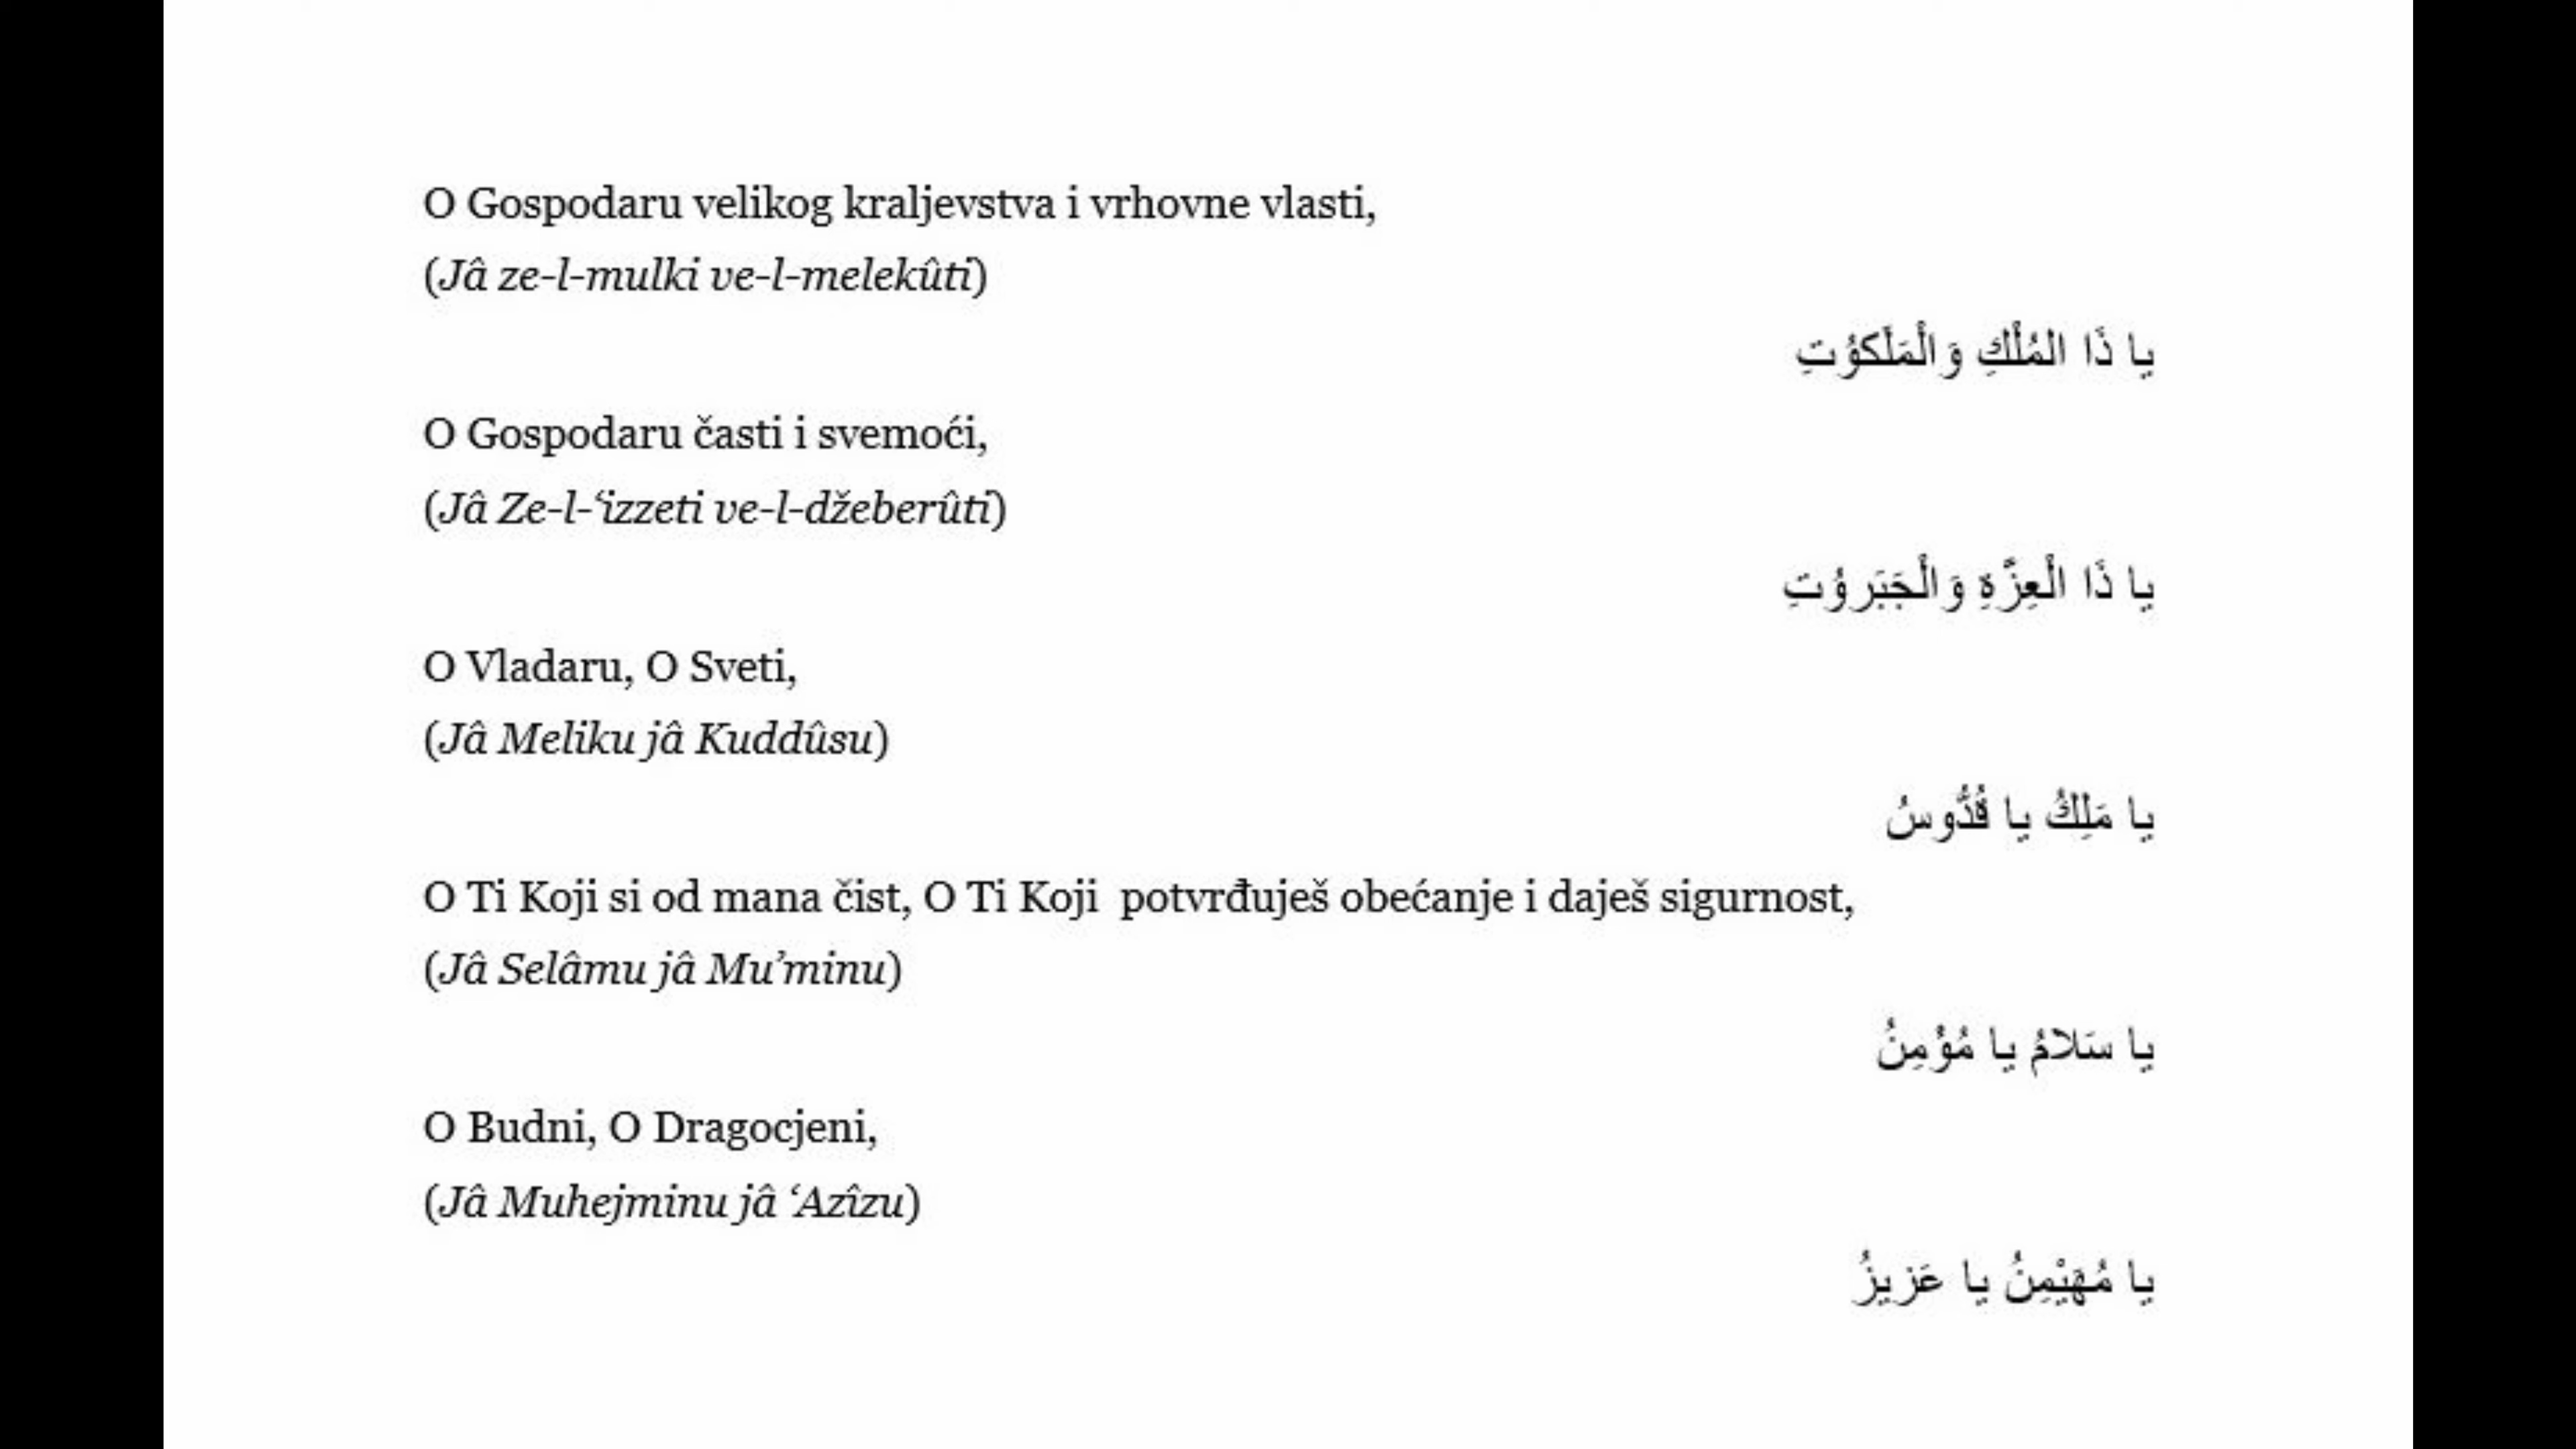 O Gospodaru velikog kraljevstva i vrhovne vlasti,
(Jâ ze-l-mulki ve-l-melekûti)
يا ذَا المُلْكِ وَالْمَلَكوُتِ
O Gospodaru časti i svemoći,
(Jâ Ze-l-‘izzeti ve-l-džeberûti)
يا ذَا الْعِزَّةِ وَالْجَبَروُتِ
O Vladaru, O Sveti,
(Jâ Meliku jâ Kuddûsu)
يا مَلِكُ يا قُدُّوسُ
O Ti Koji si od mana čist, O Ti Koji  potvrđuješ obećanje i daješ sigurnost,
(Jâ Selâmu jâ Mu’minu)
يا سَلامُ يا مُؤْمِنُ
O Budni, O Dragocjeni,
(Jâ Muhejminu jâ ‘Azîzu)
يا مُهَيْمِنُ يا عَزيزُ